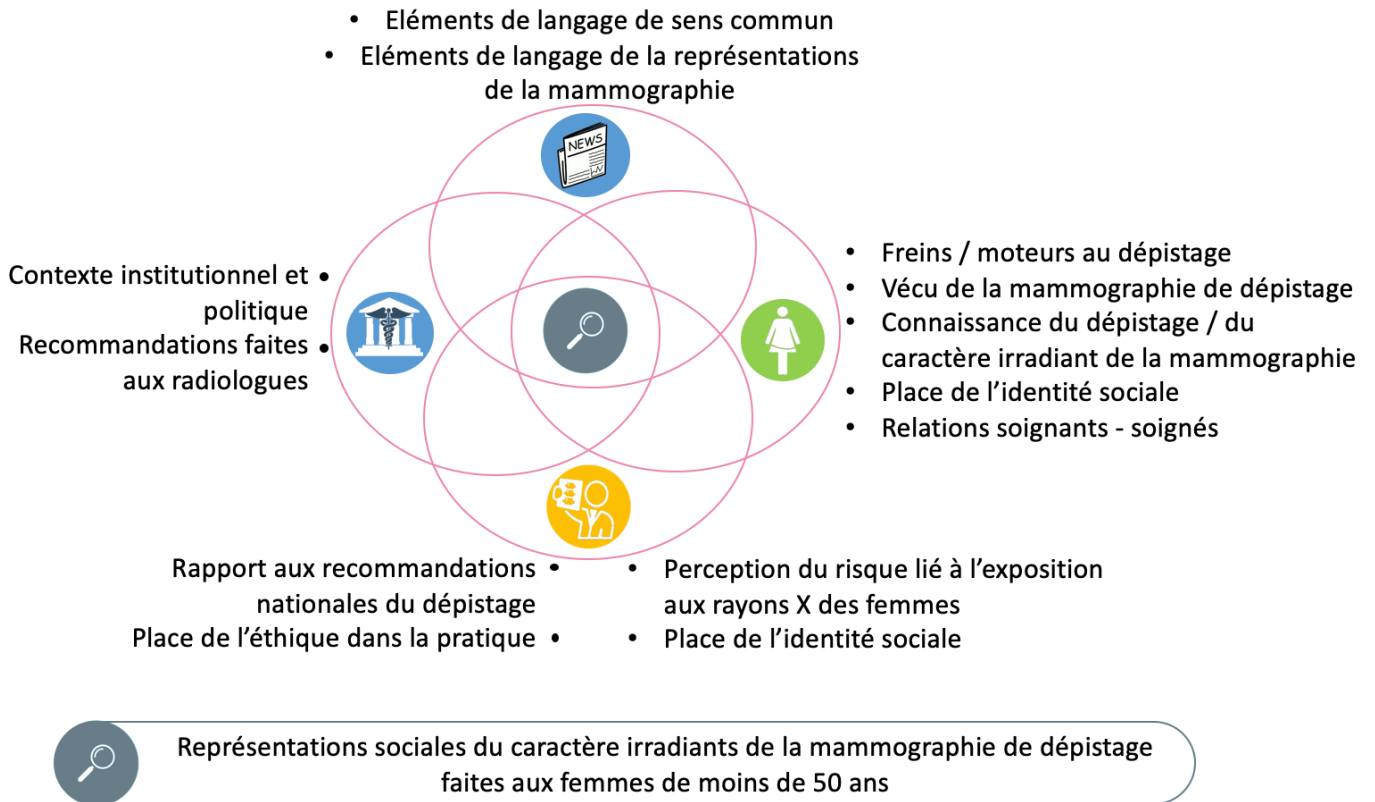 • Eléments de langage de sens commun
• Eléments de langage de la représentations
de la mammographie
NEWS
Contexte institutionnel et •
politique
Recommandations faites •
aux radiologues
• Freins / moteurs au dépistage
• Vécu de la mammographie de dépistage
• Connaissance du dépistage / du
caractère irradiant de la mammographie
• Place de l’identité sociale
• Relations soignants - soignés
Rapport aux recommandations •
nationales du dépistage
Place de l’éthique dans la pratique •
• Perception du risque lié à l’exposition
aux rayons X des femmes
• Place de l’identité sociale
Représentations sociales du caractère irradiants de la mammographie de dépistage
faites aux femmes de moins de 50 ans